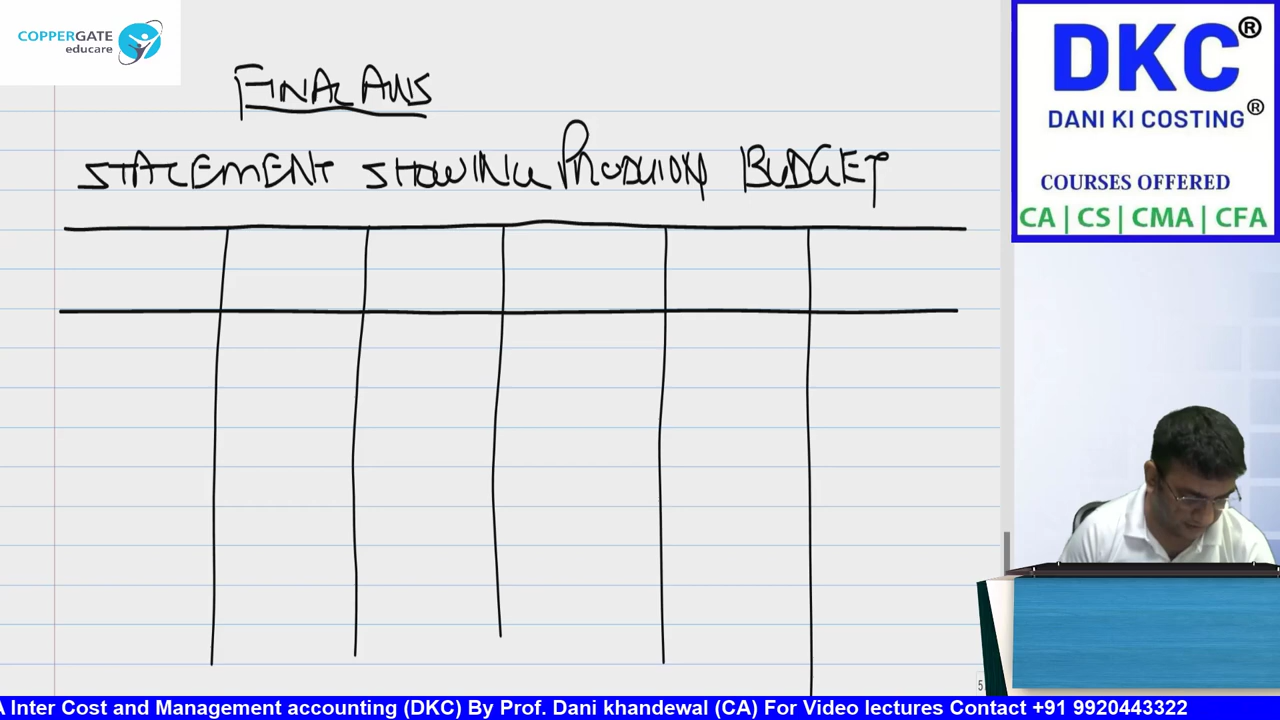 COPPERGATE
educare
FINAL ANS
STATEMENT SHOWING PRODUCTION BUDGET
DKC®
DANI KI COSTING®
COURSES OFFERED
CA | CS | CMA | CFA
5
A Inter Cost and Management accounting (DKC) By Prof. Dani khandewal (CA) For Video lectures Contact +91 9920443322